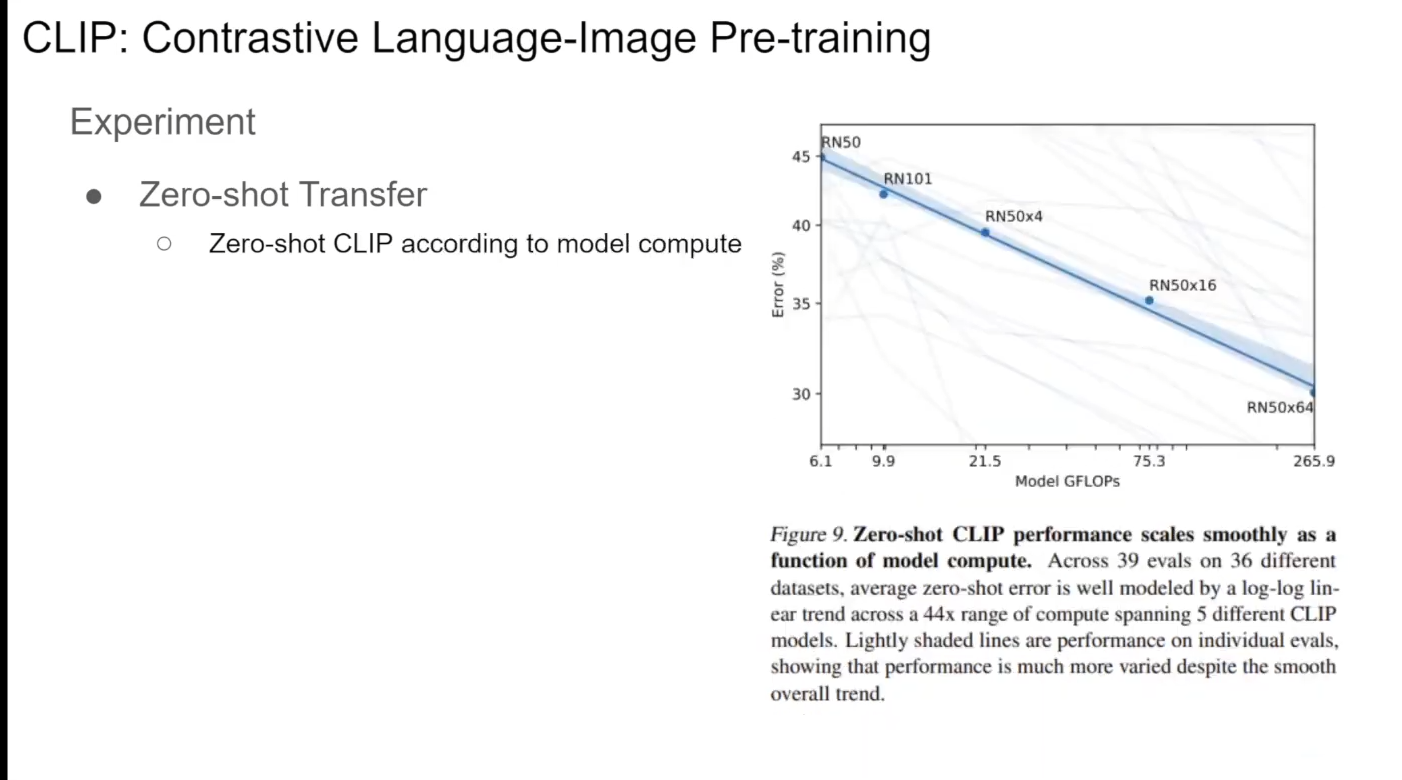 CLIP: Contrastive Language-Image Pre-training
Experiment
● Zero-shot Transfer
○ Zero-shot CLIP according to model compute
RN50
45
RN101
RN50x4
40
Error (%)
RN50x16
35
30
RN50x64
6.1 9.9 21.5 75.3 265.9
Model GFLOPs
Figure 9. Zero-shot CLIP performance scales smoothly as a
function of model compute. Across 39 evals on 36 different
datasets, average zero-shot error is well modeled by a log-log lin-
ear trend across a 44x range of compute spanning 5 different CLIP
models. Lightly shaded lines are performance on individual evals,
showing that performance is much more varied despite the smooth
overall trend.